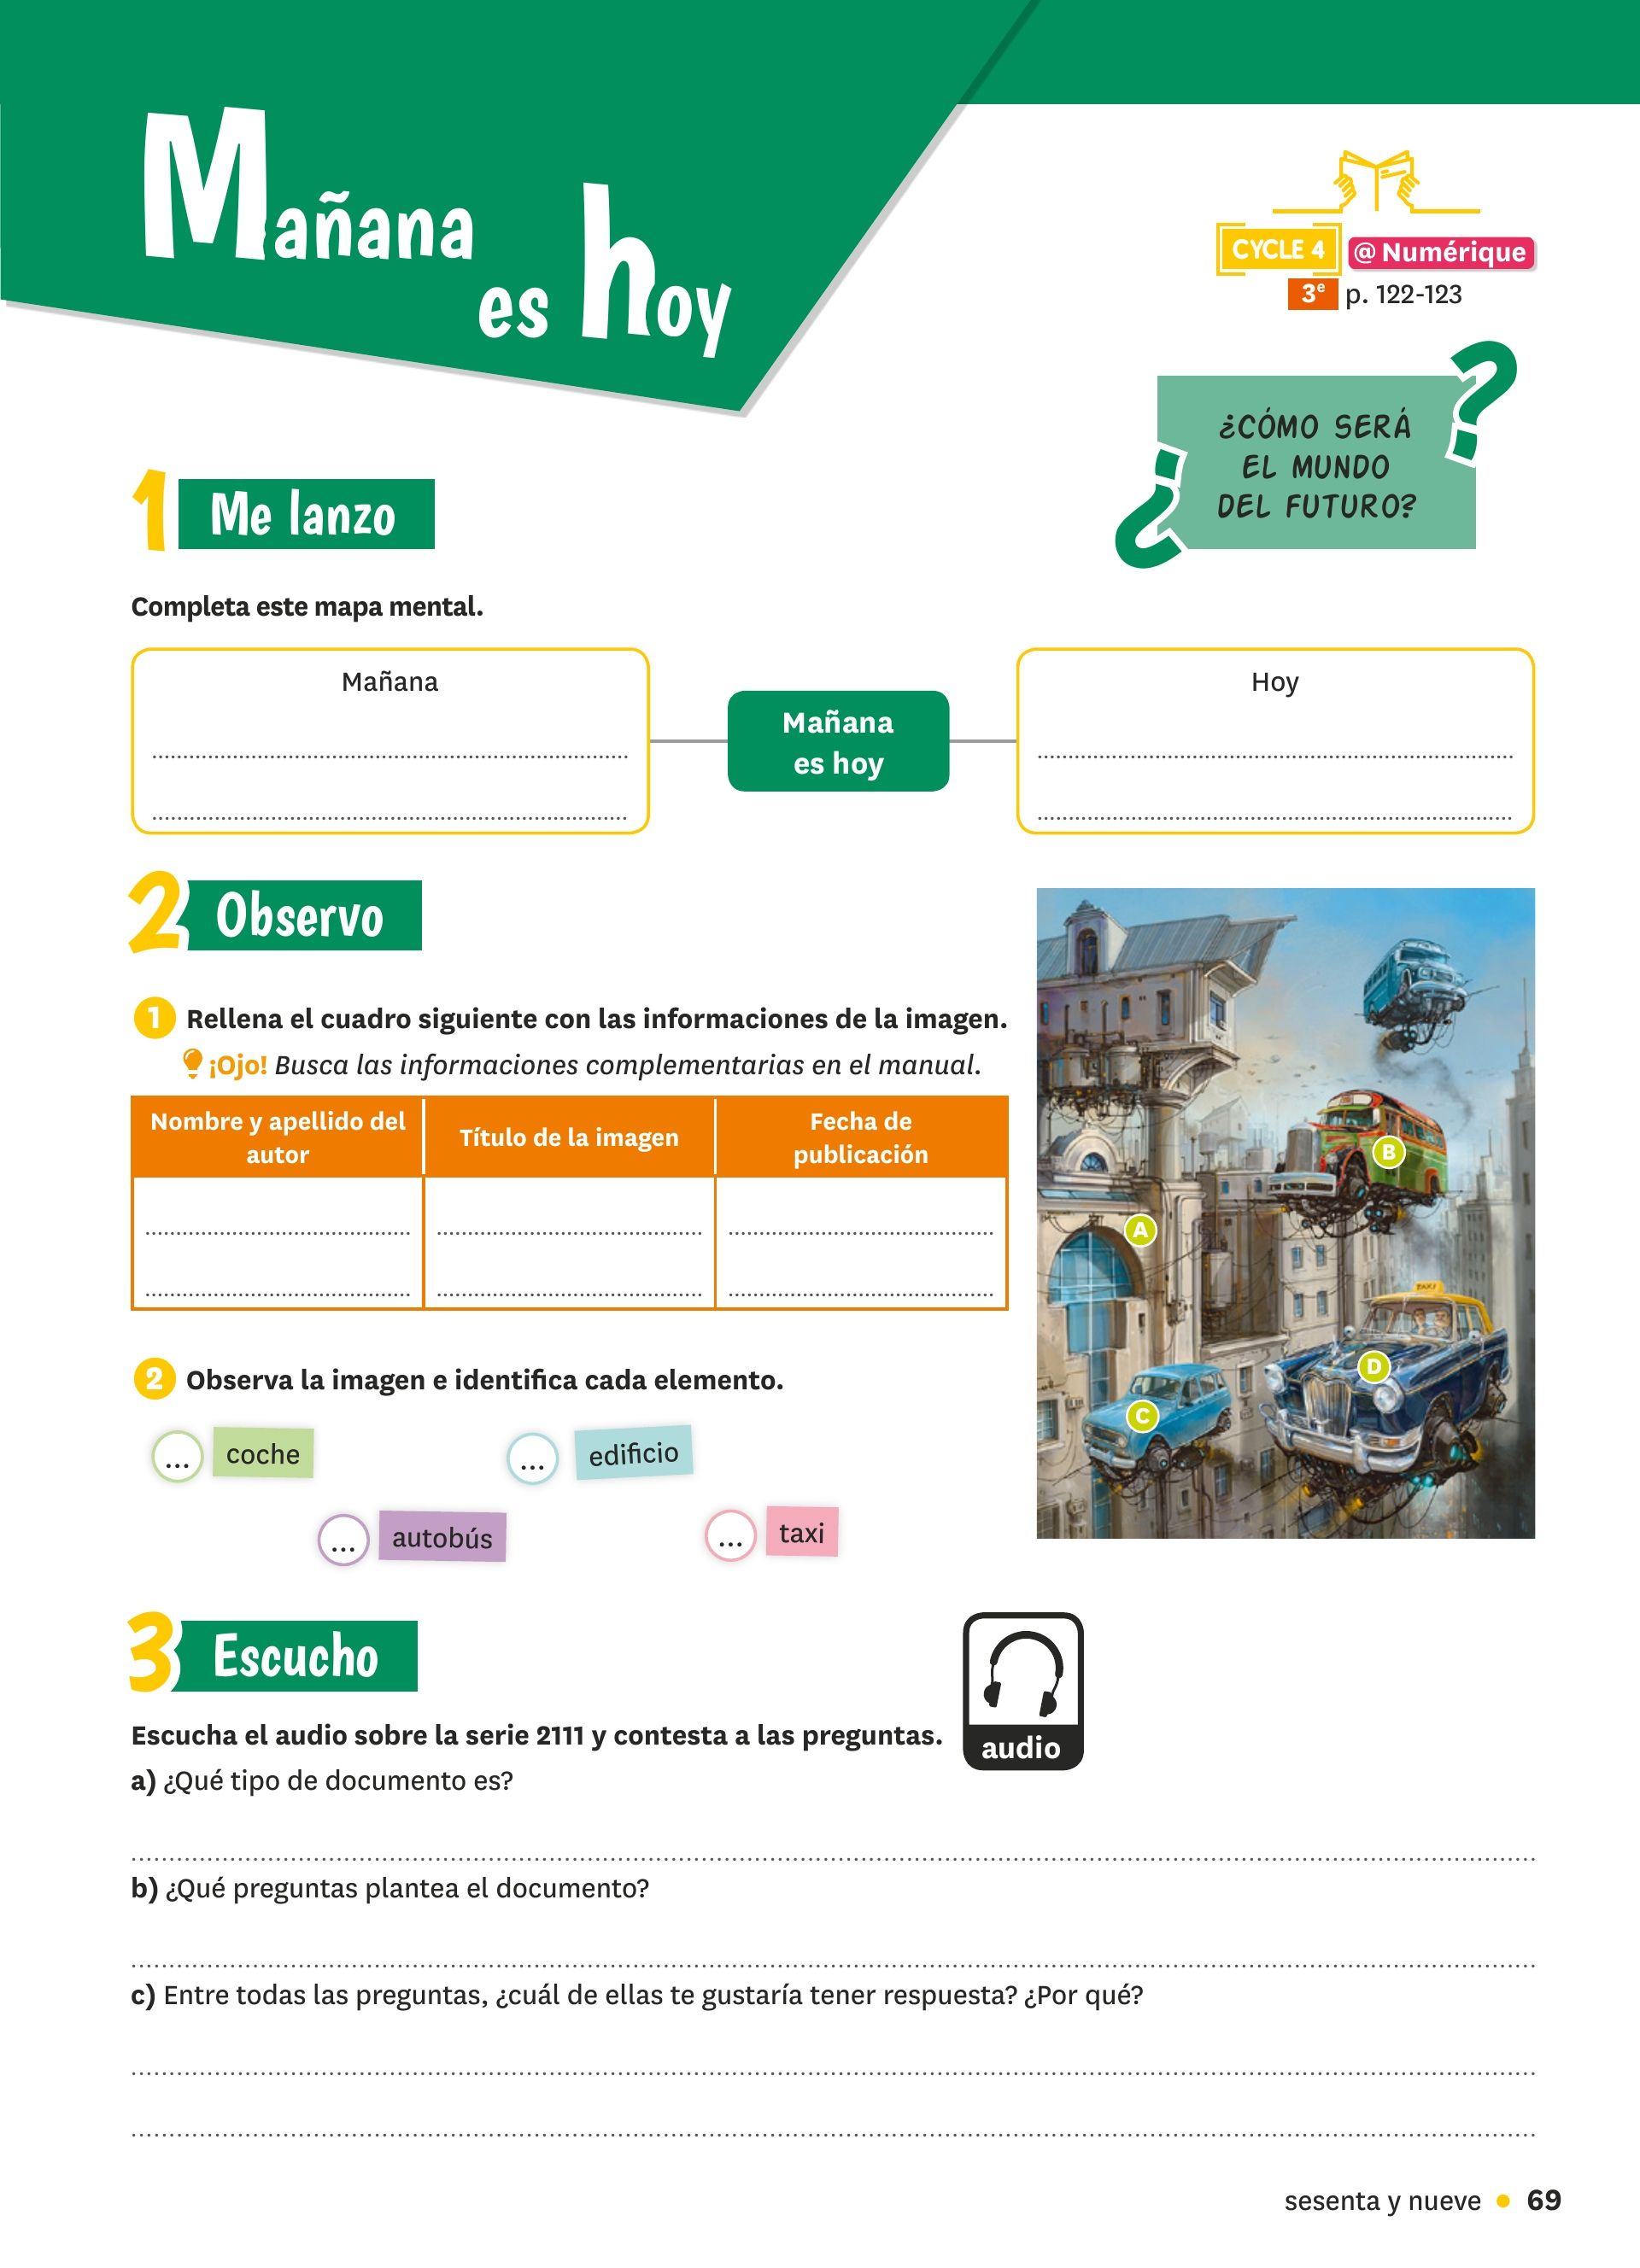 Mañana
es hoy
CYCLE 4
@ Numérique
3e p. 122-123
¿CÓMO SERÁ
EL MUNDO
DEL FUTURO?
1 Me lanzo
Completa este mapa mental.
Mañana
Mañana
es hoy
Hoy
2 Observo
1 Rellena el cuadro siguiente con las informaciones de la imagen.
¡Ojo! Busca las informaciones complementarias en el manual.
Nombre y apellido del
autor
Título de la imagen
Fecha de
publicación
2 Observa la imagen e identifica cada elemento.
... coche
... edificio
... autobús
... taxi
B
A
TAXI
D
C
3 Escucho
Escucha el audio sobre la serie 2111 y contesta a las preguntas.
audio
a) ¿Qué tipo de documento es?
b) ¿Qué preguntas plantea el documento?
c) Entre todas las preguntas, ¿cuál de ellas te gustaría tener respuesta? ¿Por qué?
sesenta y nueve • 69